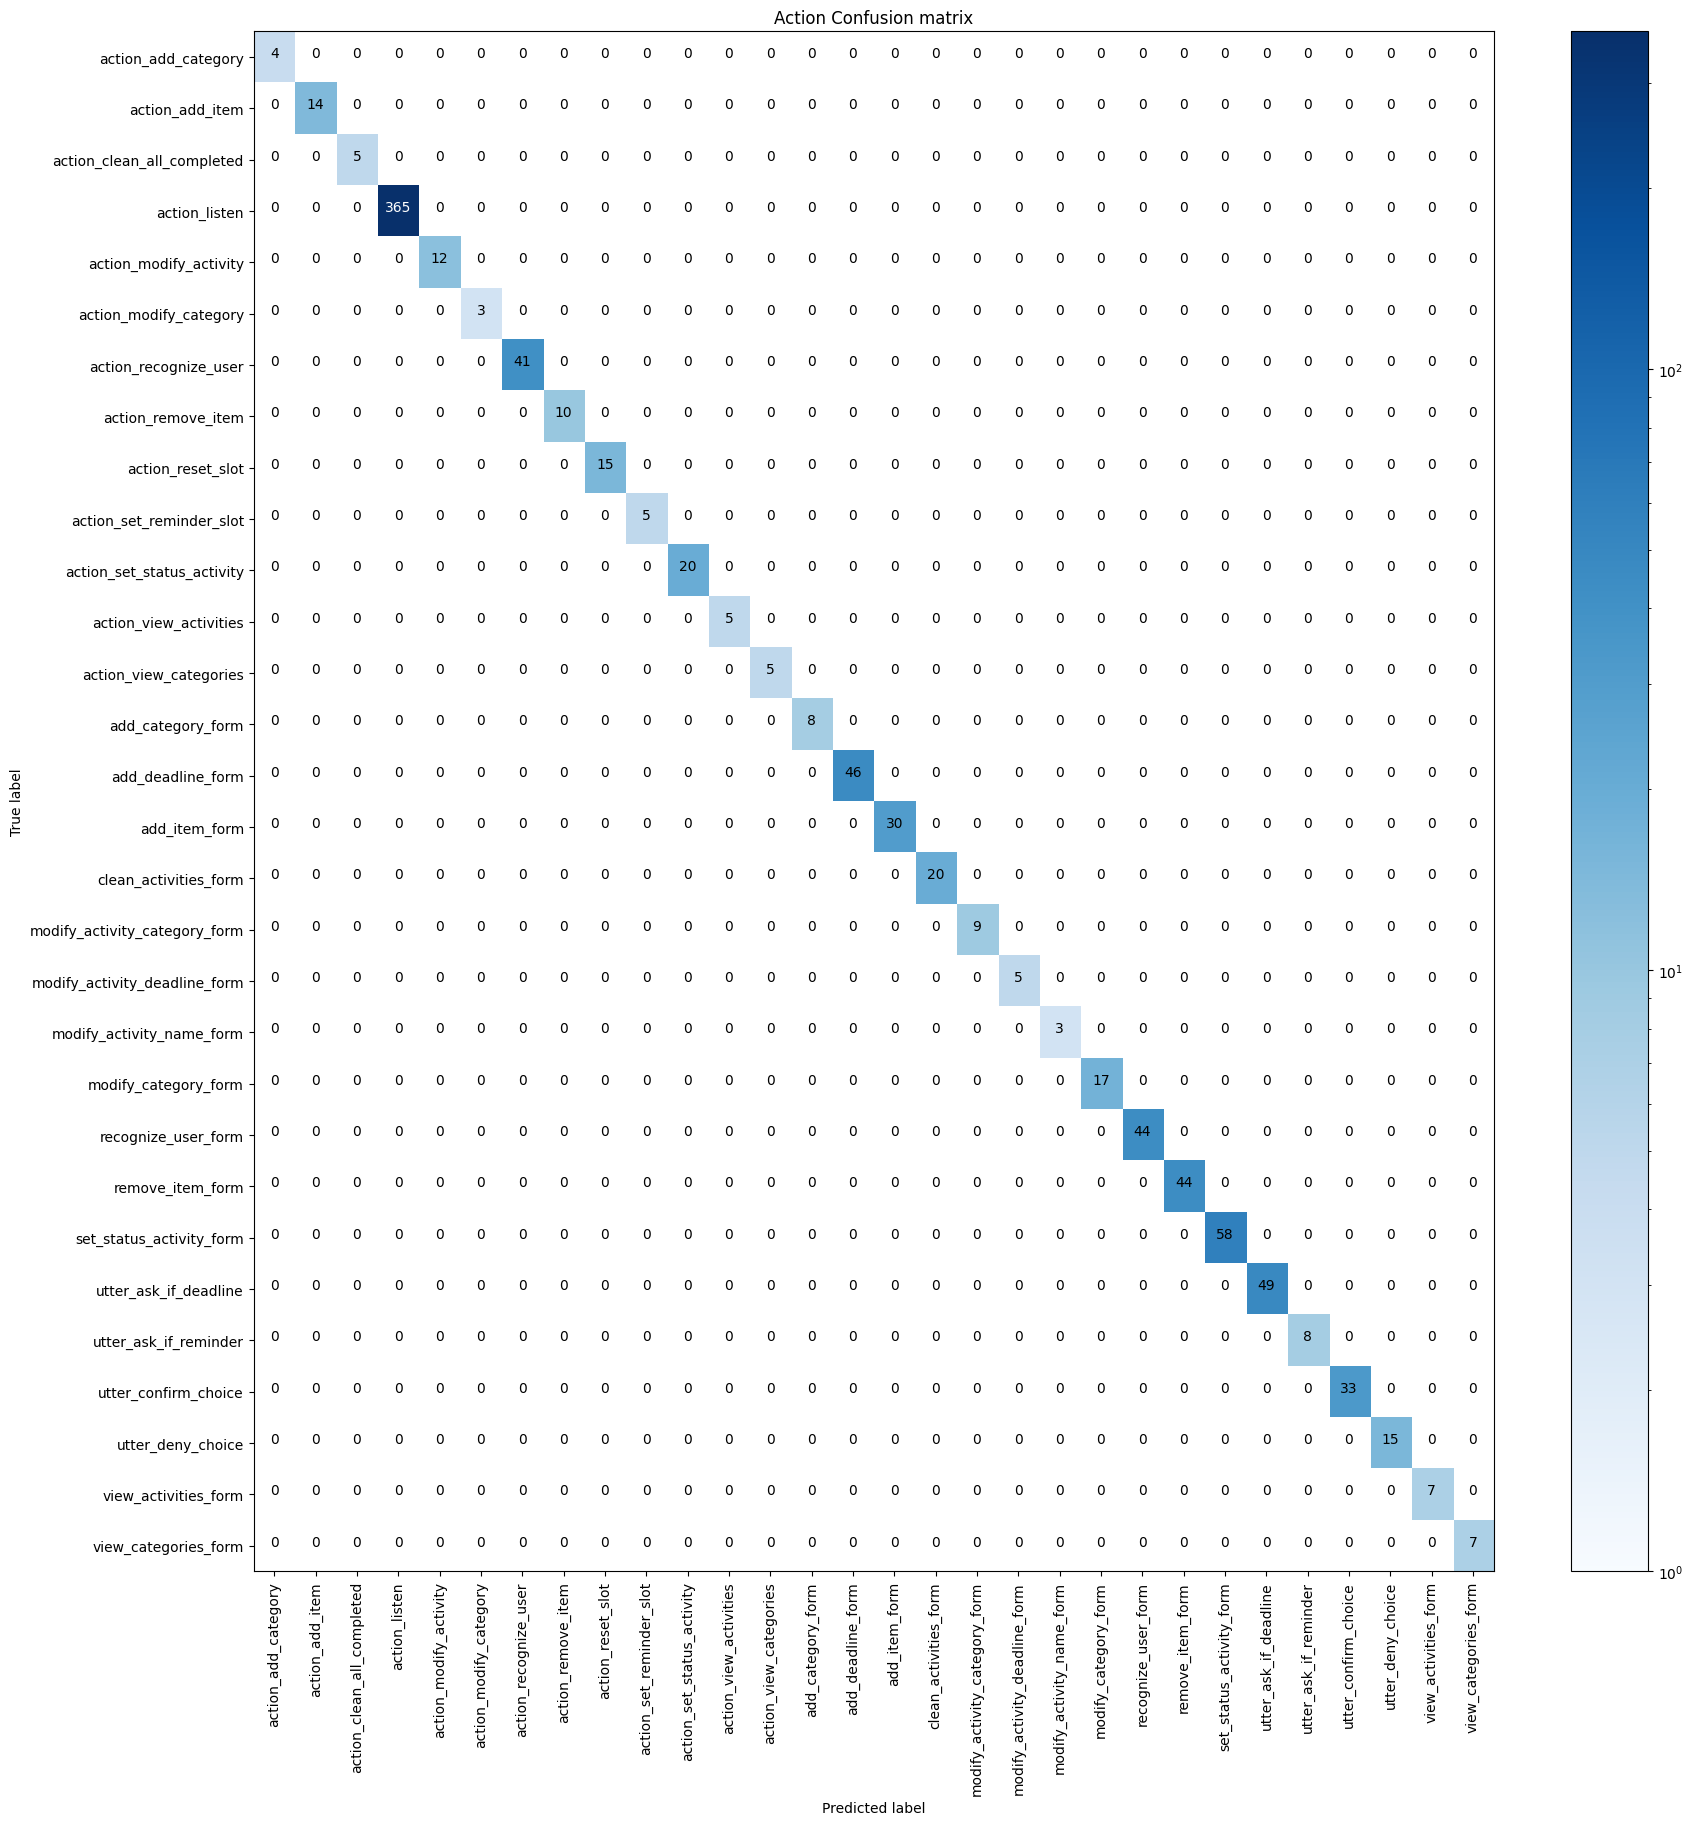 Action Confusion matrix
action_add_category 4 0 0 0 0 0 0 0 0 0 0 0 0 0 0 0 0 0 0 0 0 0 0 0 0 0 0 0 0 0
action_add_item 0 14 0 0 0 0 0 0 0 0 0 0 0 0 0 0 0 0 0 0 0 0 0 0 0 0 0 0 0 0
action_clean_all_completed 0 0 5 0 0 0 0 0 0 0 0 0 0 0 0 0 0 0 0 0 0 0 0 0 0 0 0 0 0 0
action_listen 0 0 0 365 0 0 0 0 0 0 0 0 0 0 0 0 0 0 0 0 0 0 0 0 0 0 0 0 0 0
action_modify_activity 0 0 0 0 12 0 0 0 0 0 0 0 0 0 0 0 0 0 0 0 0 0 0 0 0 0 0 0 0 0
action_modify_category 0 0 0 0 0 3 0 0 0 0 0 0 0 0 0 0 0 0 0 0 0 0 0 0 0 0 0 0 0 0
action_recognize_user 0 0 0 0 0 0 41 0 0 0 0 0 0 0 0 0 0 0 0 0 0 0 0 0 0 0 0 0 0 0
action_remove_item 0 0 0 0 0 0 0 10 0 0 0 0 0 0 0 0 0 0 0 0 0 0 0 0 0 0 0 0 0 0
action_reset_slot 0 0 0 0 0 0 0 0 15 0 0 0 0 0 0 0 0 0 0 0 0 0 0 0 0 0 0 0 0 0
action_set_reminder_slot 0 0 0 0 0 0 0 0 0 5 0 0 0 0 0 0 0 0 0 0 0 0 0 0 0 0 0 0 0 0
action_set_status_activity 0 0 0 0 0 0 0 0 0 0 20 0 0 0 0 0 0 0 0 0 0 0 0 0 0 0 0 0 0 0
action_view_activities 0 0 0 0 0 0 0 0 0 0 0 5 0 0 0 0 0 0 0 0 0 0 0 0 0 0 0 0 0 0
action_view_categories 0 0 0 0 0 0 0 0 0 0 0 0 5 0 0 0 0 0 0 0 0 0 0 0 0 0 0 0 0 0
add_category_form 0 0 0 0 0 0 0 0 0 0 0 0 0 8 0 0 0 0 0 0 0 0 0 0 0 0 0 0 0 0
add_deadline_form 0 0 0 0 0 0 0 0 0 0 0 0 0 0 46 0 0 0 0 0 0 0 0 0 0 0 0 0 0 0
add_item_form 0 0 0 0 0 0 0 0 0 0 0 0 0 0 0 30 0 0 0 0 0 0 0 0 0 0 0 0 0 0
clean_activities_form 0 0 0 0 0 0 0 0 0 0 0 0 0 0 0 0 20 0 0 0 0 0 0 0 0 0 0 0 0 0
modify_activity_category_form 0 0 0 0 0 0 0 0 0 0 0 0 0 0 0 0 0 9 0 0 0 0 0 0 0 0 0 0 0 0
modify_activity_deadline_form 0 0 0 0 0 0 0 0 0 0 0 0 0 0 0 0 0 0 5 0 0 0 0 0 0 0 0 0 0 0
modify_activity_name_form 0 0 0 0 0 0 0 0 0 0 0 0 0 0 0 0 0 0 0 3 0 0 0 0 0 0 0 0 0 0
modify_category_form 0 0 0 0 0 0 0 0 0 0 0 0 0 0 0 0 0 0 0 0 17 0 0 0 0 0 0 0 0 0
recognize_user_form 0 0 0 0 0 0 0 0 0 0 0 0 0 0 0 0 0 0 0 0 0 44 0 0 0 0 0 0 0 0
remove_item_form 0 0 0 0 0 0 0 0 0 0 0 0 0 0 0 0 0 0 0 0 0 0 44 0 0 0 0 0 0 0
set_status_activity_form 0 0 0 0 0 0 0 0 0 0 0 0 0 0 0 0 0 0 0 0 0 0 0 58 0 0 0 0 0 0
utter_ask_if_deadline 0 0 0 0 0 0 0 0 0 0 0 0 0 0 0 0 0 0 0 0 0 0 0 0 49 0 0 0 0 0
utter_ask_if_reminder 0 0 0 0 0 0 0 0 0 0 0 0 0 0 0 0 0 0 0 0 0 0 0 0 0 8 0 0 0 0
utter_confirm_choice 0 0 0 0 0 0 0 0 0 0 0 0 0 0 0 0 0 0 0 0 0 0 0 0 0 0 33 0 0 0
utter_deny_choice 0 0 0 0 0 0 0 0 0 0 0 0 0 0 0 0 0 0 0 0 0 0 0 0 0 0 0 15 0 0
view_activities_form 0 0 0 0 0 0 0 0 0 0 0 0 0 0 0 0 0 0 0 0 0 0 0 0 0 0 0 0 7 0
view_categories_form 0 0 0 0 0 0 0 0 0 0 0 0 0 0 0 0 0 0 0 0 0 0 0 0 0 0 0 0 0 7
True label
action_add_category
action_add_item
action_clean_all_completed
action_listen
action_modify_activity
action_modify_category
action_recognize_user
action_remove_item
action_reset_slot
action_set_reminder_slot
action_set_status_activity
action_view_activities
action_view_categories
add_category_form
add_deadline_form
add_item_form
clean_activities_form
modify_activity_category_form
modify_activity_deadline_form
modify_activity_name_form
modify_category_form
recognize_user_form
remove_item_form
set_status_activity_form
utter_ask_if_deadline
utter_ask_if_reminder
utter_confirm_choice
utter_deny_choice
view_activities_form
view_categories_form
Predicted label
10²
10¹
10⁰